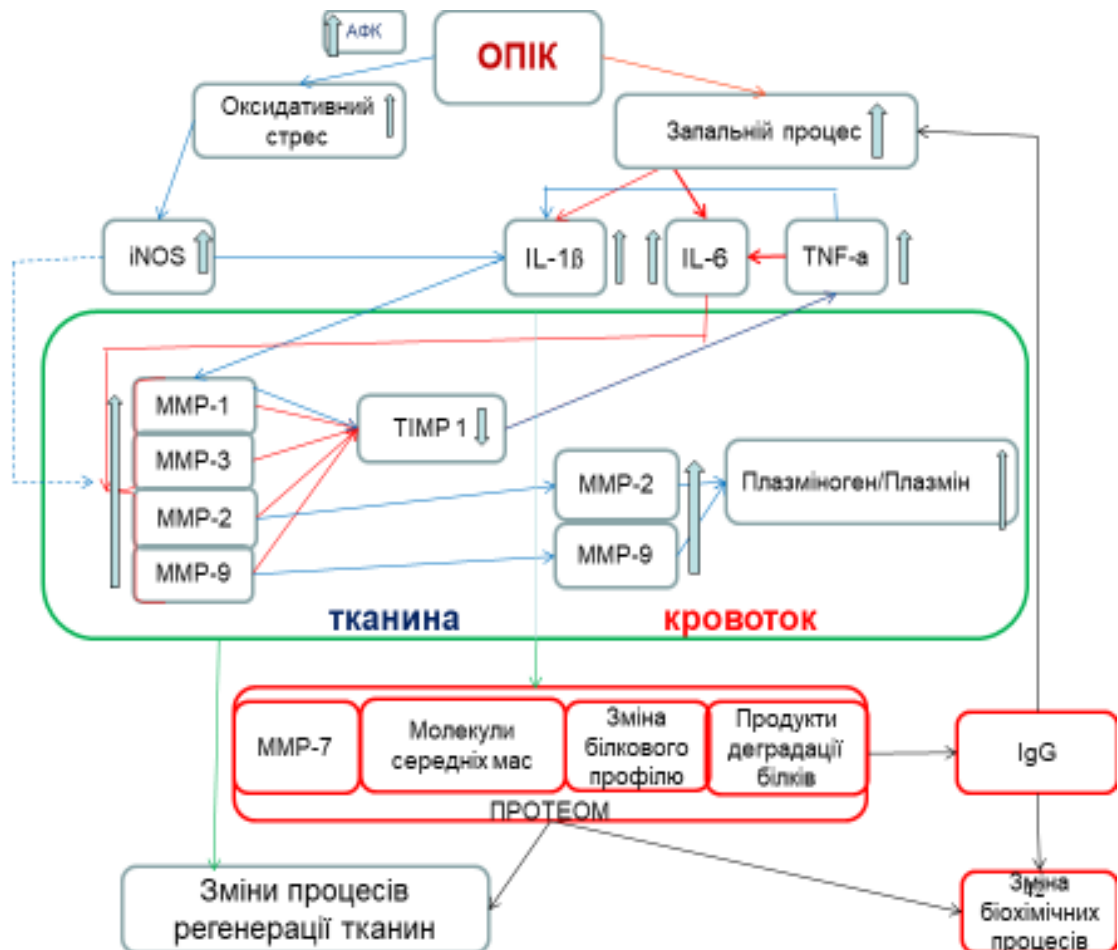 АФК
ОПІК
Оксидативний
стрес
Запальній процес
iNOS
IL-1ß
IL-6
TNF-a
MMP-1
MMP-3
MMP-2
MMP-9
TIMP 1
MMP-2
MMP-9
Плазміноген/Плазмін
тканина
кровоток
MMP-7
Молекули
середніх мас
Зміна
білкового
профілю
Продукти
деградації
білків
ПРОТЕОМ
IgG
Зміни процесів
регенерації тканин
Зміна
біохімічних
процесів